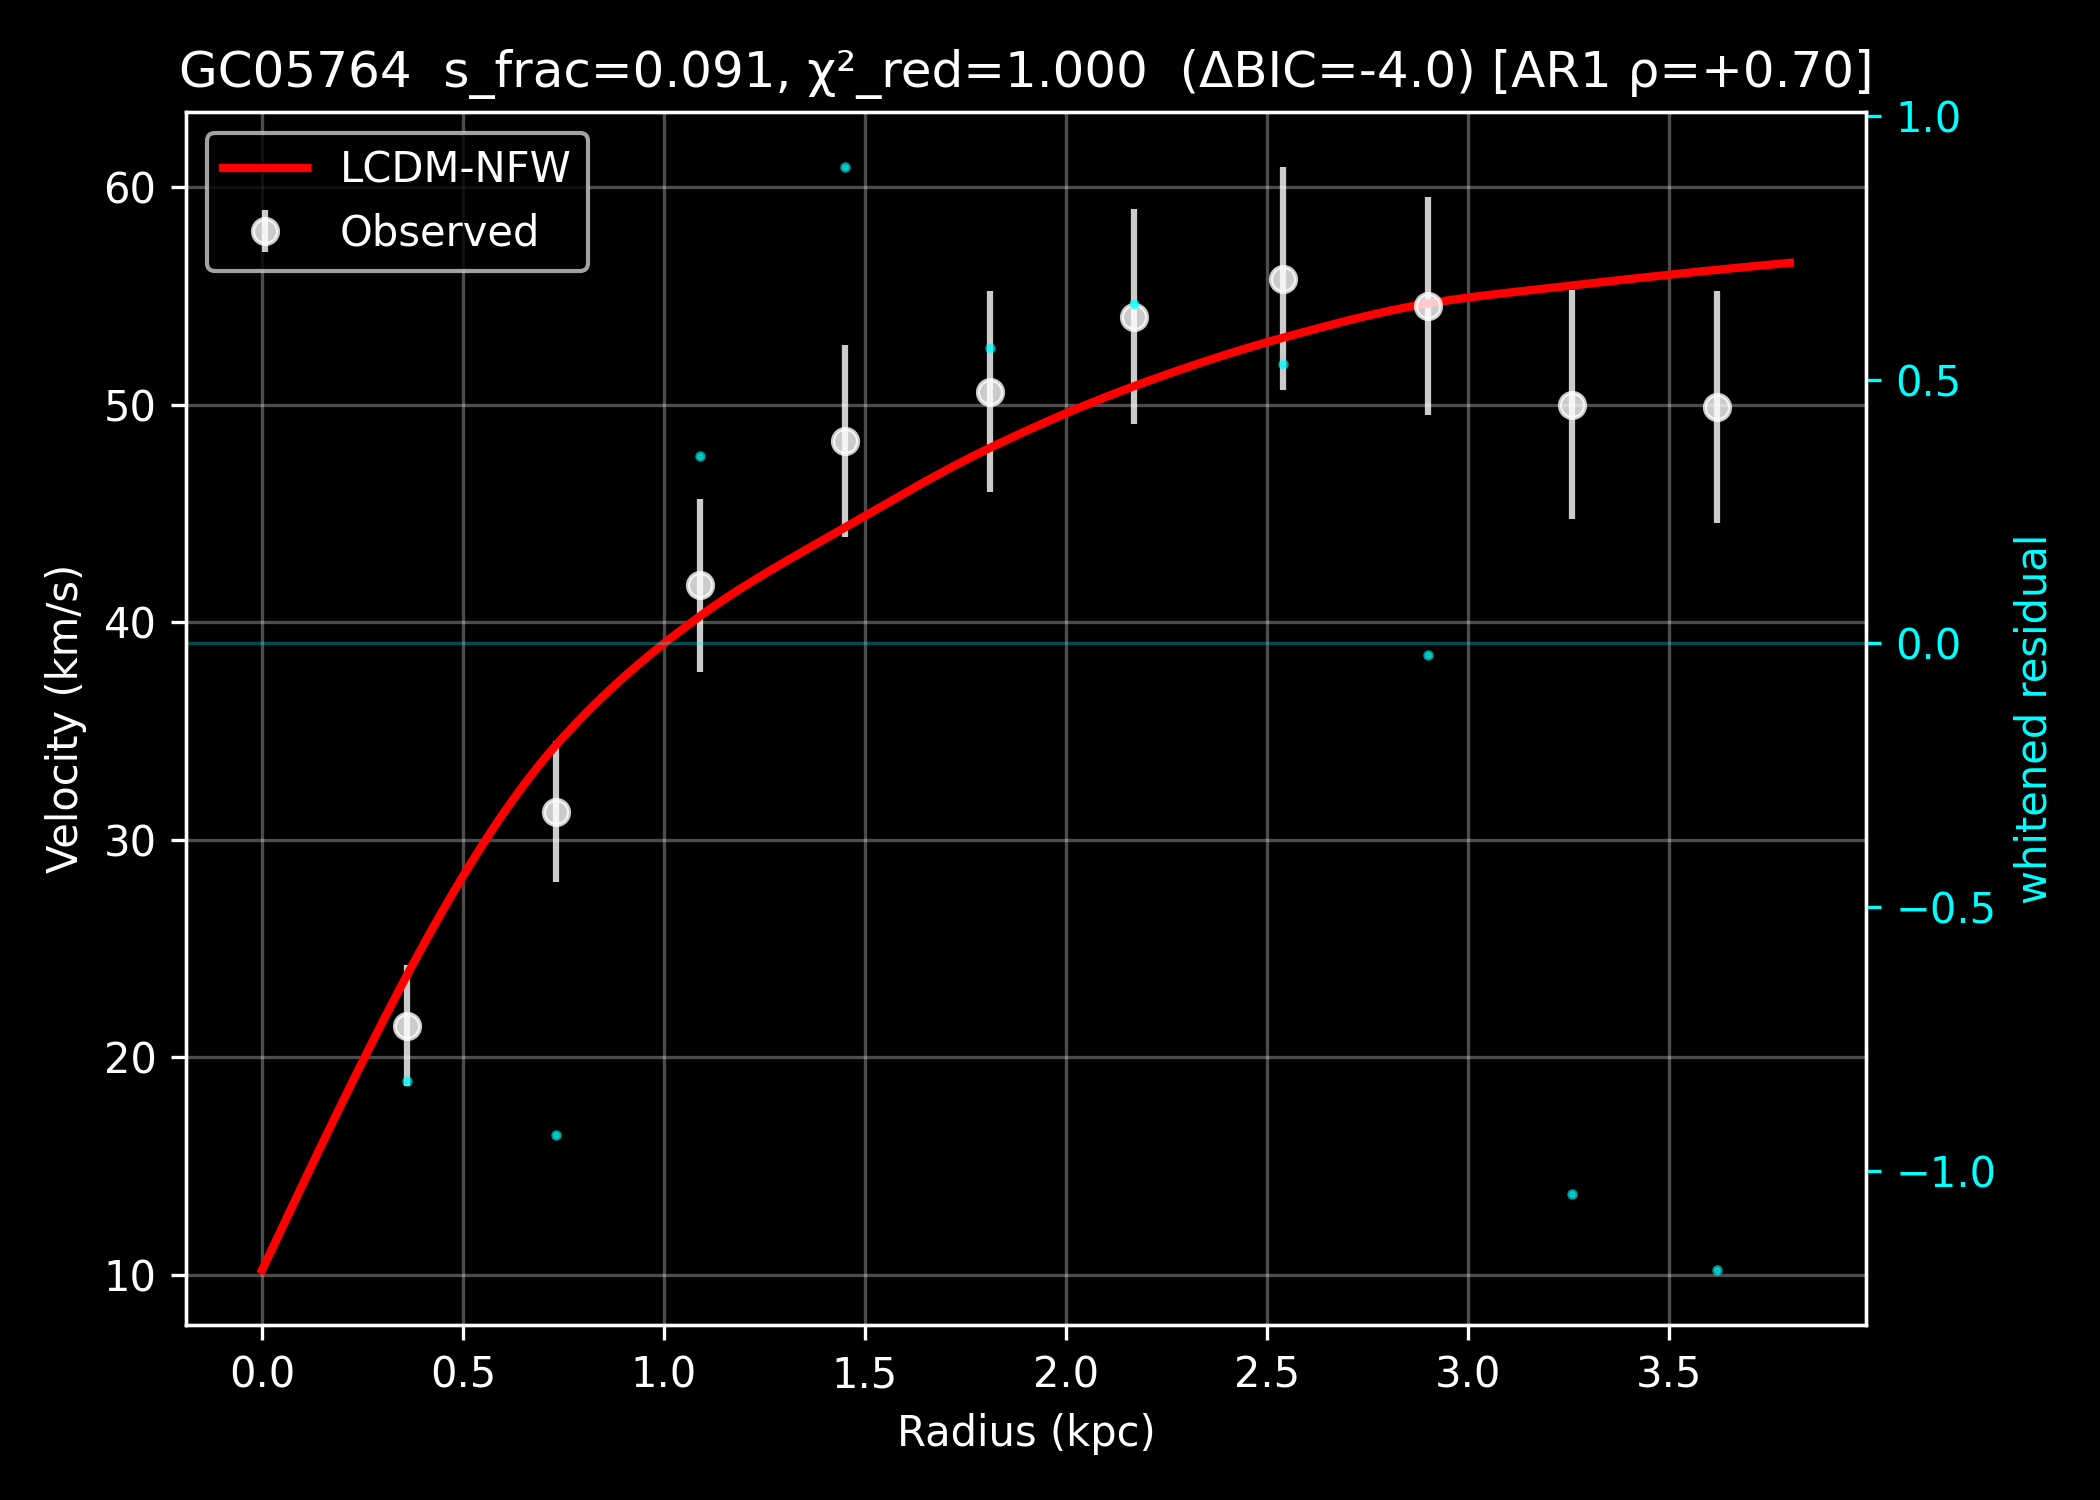 GC05764 s_frac=0.091, χ²_red=1.000 (ΔBIC=-4.0) [AR1 ρ=+0.70]
LCDM-NFW
Observed
Velocity (km/s)
60
50
40
30
20
10
0.0 0.5 1.0 1.5 2.0 2.5 3.0 3.5
Radius (kpc)
1.0
0.5
0.0
−0.5
−1.0
whitened residual